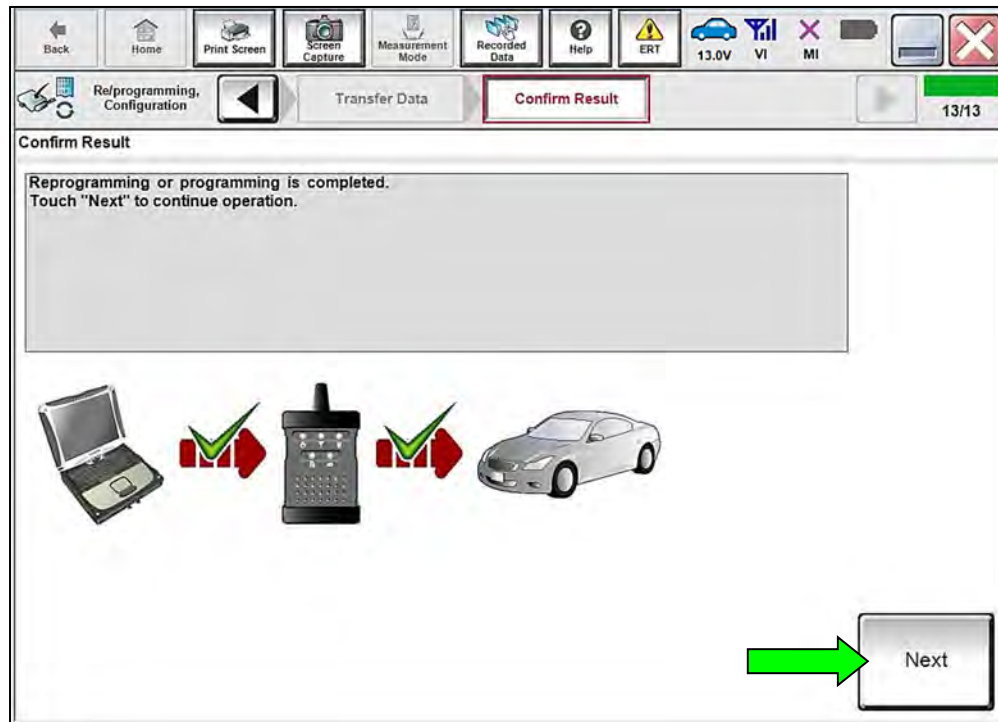 Back
Home
Print Screen
Screen
Capture
Measurement
Mode
Recorded
Data
Help
ERT
13.0V
VI
MI
Re/programming,
Configuration
Transfer Data
Confirm Result
13/13
Confirm Result
Reprogramming or programming is completed.
Touch "Next" to continue operation.
Next